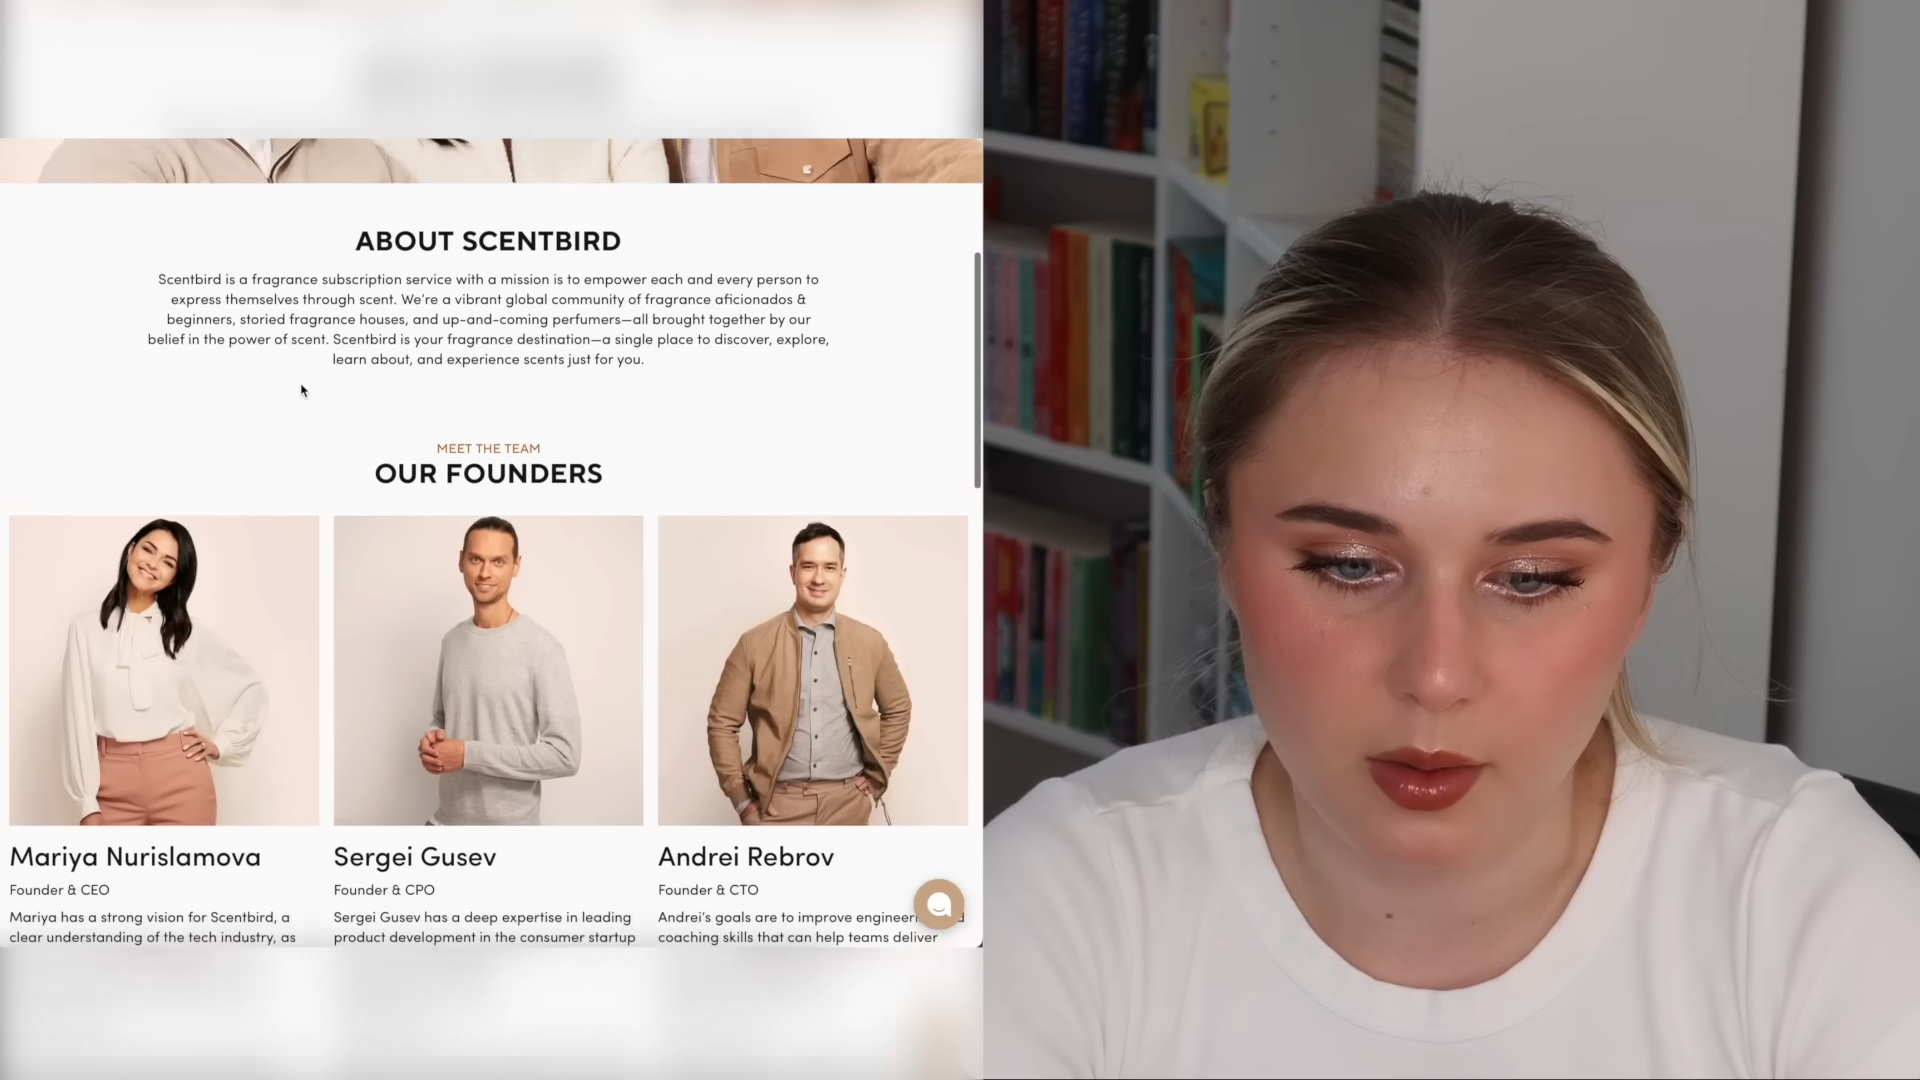 ABOUT SCENTBIRD
Scentbird is a fragrance subscription service with a mission is to empower each and every person to
express themselves through scent. We're a vibrant global community of fragrance aficionados &
beginners, storied fragrance houses, and up-and-coming perfumers—all brought together by our
belief in the power of scent. Scentbird is your fragrance destination—a single place to discover, explore,
learn about, and experience scents just for you.
MEET THE TEAM
OUR FOUNDERS
Mariya Nurislamova
Founder & CEO
Mariya has a strong vision for Scentbird, a
clear understanding of the tech industry, as
Sergei Gusev
Founder & CPO
Sergei Gusev has a deep expertise in leading
product development in the consumer startup
Andrei Rebrov
Founder & CTO
Andrei's goals are to improve
coaching skills that can help teams deliver